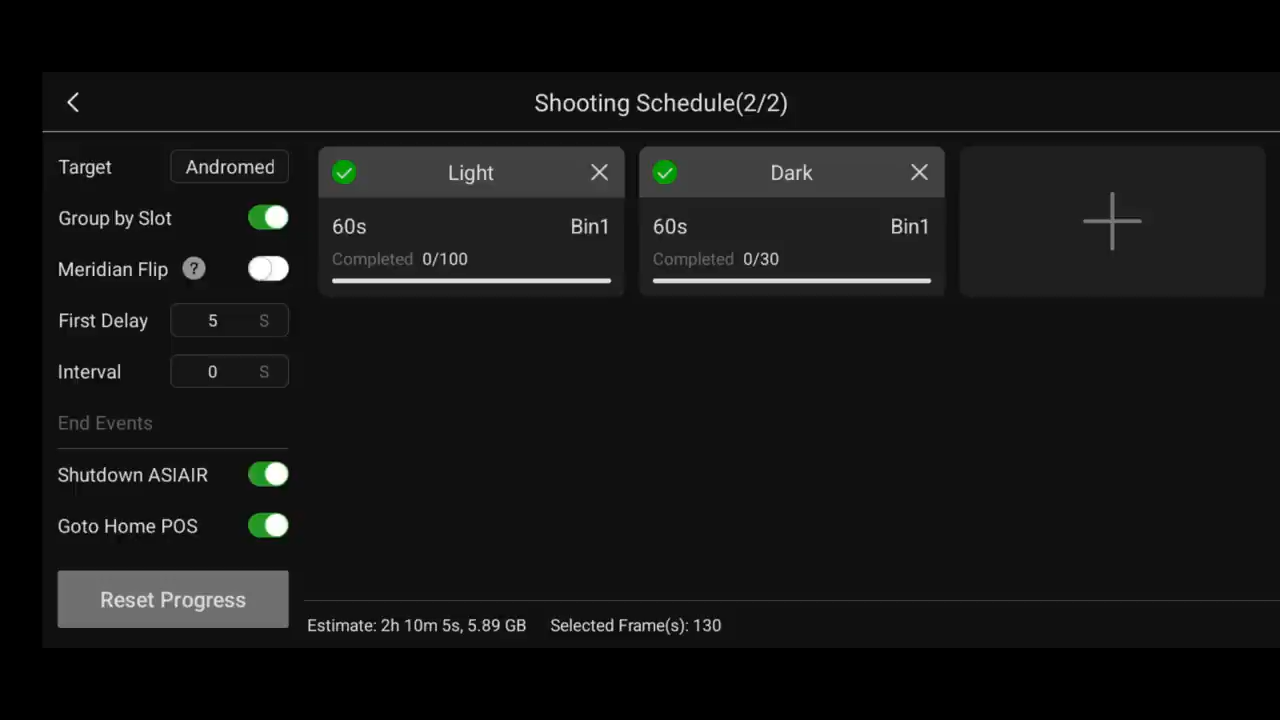 Shooting Schedule(2/2)
Target Andromed
Group by Slot
Meridian Flip ?
First Delay 5 S
Interval 0 S
End Events
Shutdown ASIAIR
Goto Home POS
Reset Progress
Light
60s Bin1
Completed 0/100
Dark
60s Bin1
Completed 0/30
Estimate: 2h 10m 5s, 5.89 GB Selected Frame(s): 130